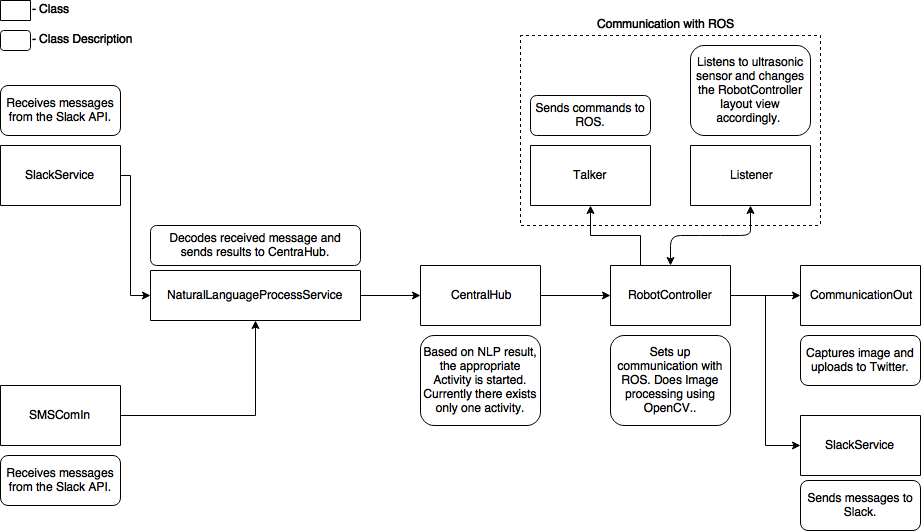 - Class
- Class Description
Communication with ROS
Receives messages
from the Slack API.
SlackService
Sends commands to
ROS.
Talker
Listens to ultrasonic
sensor and changes
the RobotController
layout view
accordingly.
Listener
Decodes received message and
sends results to CentraHub.
NaturalLanguageProcessService
CentralHub
Based on NLP result,
the appropriate
Activity is started.
Currently there exists
only one activity.
RobotController
Sets up
communication with
ROS. Does Image
processing using
OpenCV..
CommunicationOut
Captures image and
uploads to Twitter.
SMSComIn
Receives messages
from the Slack API.
SlackService
Sends messages to
Slack.